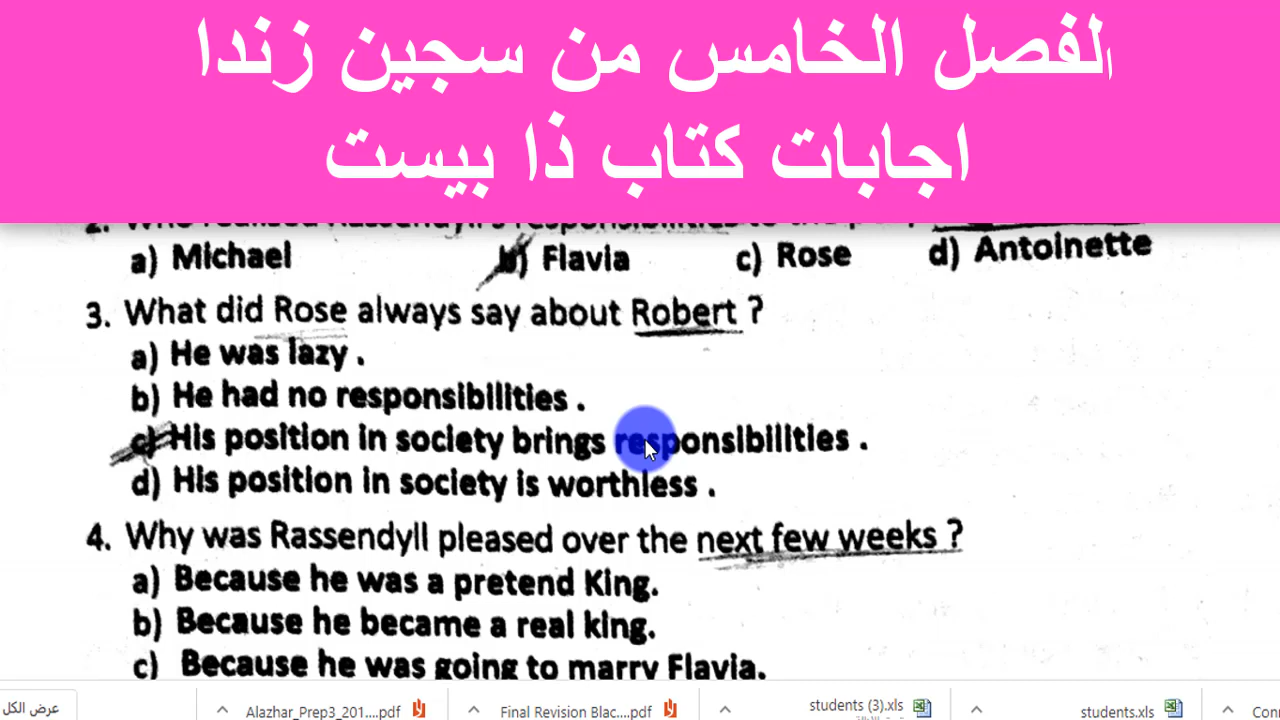 لفصل الخامس من سجين زندا
اجابات كتاب ذا بيست
a) Michael b) Flavia c) Rose d) Antoinette
3. What did Rose always say about Robert ?
a) He was lazy .
b) He had no responsibilities .
c) His position in society brings responsibilities .
d) His position in society is worthless .
4. Why was Rassendyll pleased over the next few weeks ?
a) Because he was a pretend King.
b) Because he became a real king.
c) Because he was going to marry Flavia.
عرض الكل Alazhar_Prep3_201....pdf Final Revision Blac....pdf students (3).xls students.xls Con